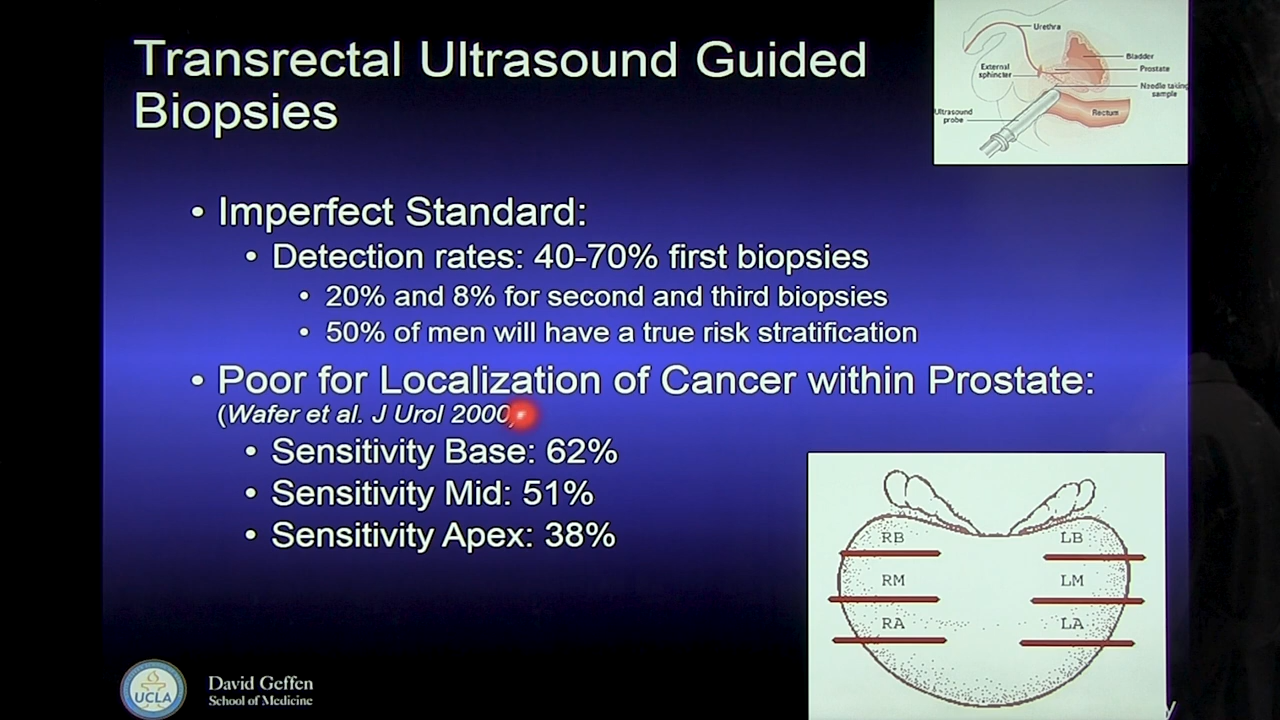 Transrectal Ultrasound Guided
Biopsies
• Imperfect Standard:
• Detection rates: 40-70% first biopsies
• 20% and 8% for second and third biopsies
• 50% of men will have a true risk stratification
• Poor for Localization of Cancer within Prostate:
(Wafer et al. J Urol 2000)
• Sensitivity Base: 62%
• Sensitivity Mid: 51%
• Sensitivity Apex: 38%
Urethra
Bladder
External
sphincter
Prostate
Needle taking
sample
Ultrasound
probe
Rectum
RB LB
RM LM
RA LA
UCLA
David Geffen
School of Medicine